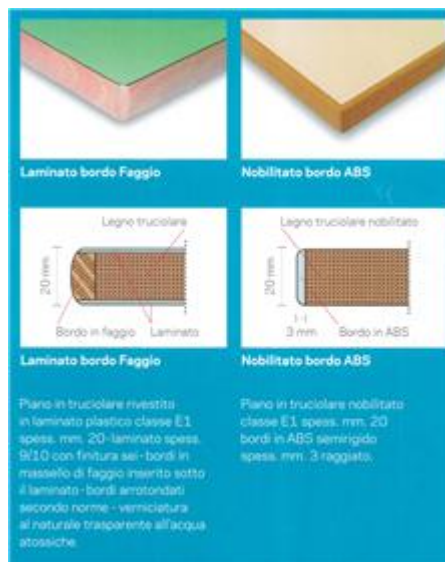 Laminato bordo Faggio
Nobilitato bordo ABS
Legno truciolare
20 mm
Bordo in faggio
Laminato
Laminato bordo Faggio
Legno truciolare nobilitato
20 mm
3 mm
Bordo in ABS
Nobilitato bordo ABS
Piano in truciolare rivestito
in laminato plastico classe E1
spess. mm. 20 - laminato spess.
9/10 con finitura sei - bordi in
massello di faggio inserito sotto
il laminato - bordi arrotondati
secondo norme - verniciatura
al naturale trasparente all'acqua
atossiche.
Piano in truciolare nobilitato
classe E1 spess. mm. 20
bordi in ABS semirigido
spess. mm. 3 raggiato.